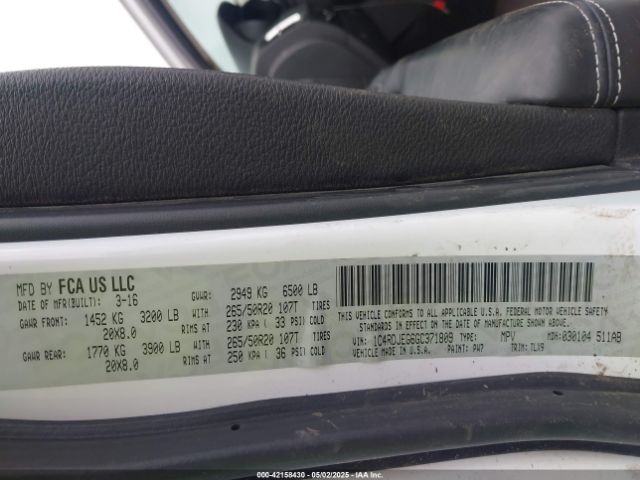 MFD BY FCA US LLC
DATE OF MFR(BUILT): 3-16 GVWR: 2949 KG 6500 LB
GAWR FRONT: 1452 KG 3200 LB WITH 265/50R20 107T TIRES
20X8.0 RIMS AT 230 KPA ( 33 PSI) COLD
GAWR REAR: 1770 KG 3900 LB WITH 265/50R20 107T TIRES
20X8.0 RIMS AT 250 KPA ( 36 PSI) COLD
THIS VEHICLE CONFORMS TO ALL APPLICABLE U.S.A. FEDERAL MOTOR VEHICLE SAFETY
STANDARDS IN EFFECT ON THE DATE OF MANUFACTURE SHOWN ABOVE.
VIN: 1C4RDJEG6GC371809 TYPE: MPV MDH: 030104 511AB
VEHICLE MADE IN U.S.A. PAINT: PW7 TRIM: TLX9
000-42158430 - 05/02/2025 - IAAI.COM